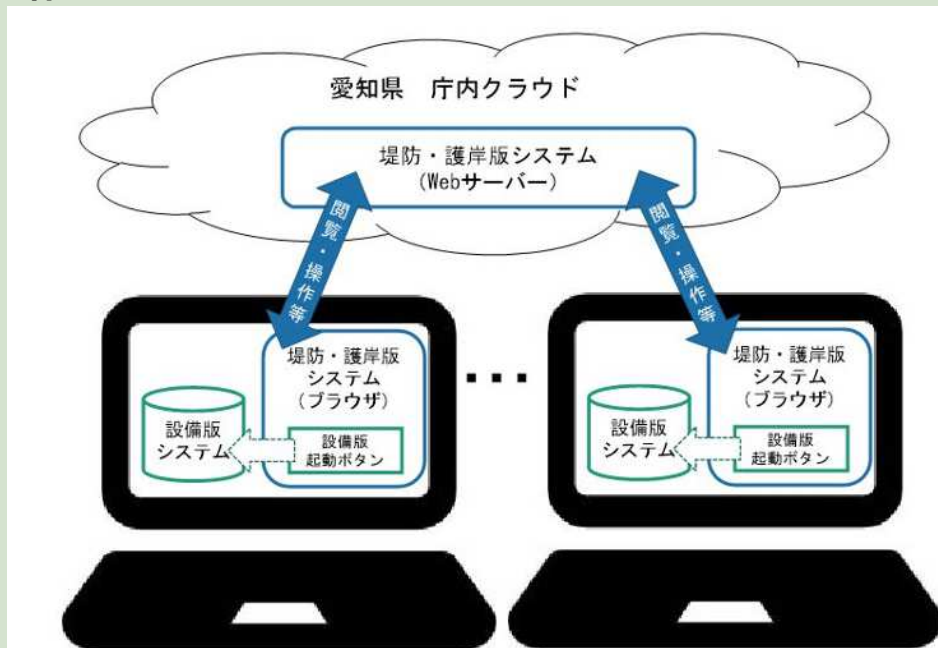 愛知県 庁内クラウド
堤防・護岸版システム
(Webサーバー)
閲覧・操作等
閲覧・操作等
堤防・護岸版
システム
(ブラウザ)
設備版
システム
設備版
起動ボタン
堤防・護岸版
システム
(ブラウザ)
設備版
システム
設備版
起動ボタン